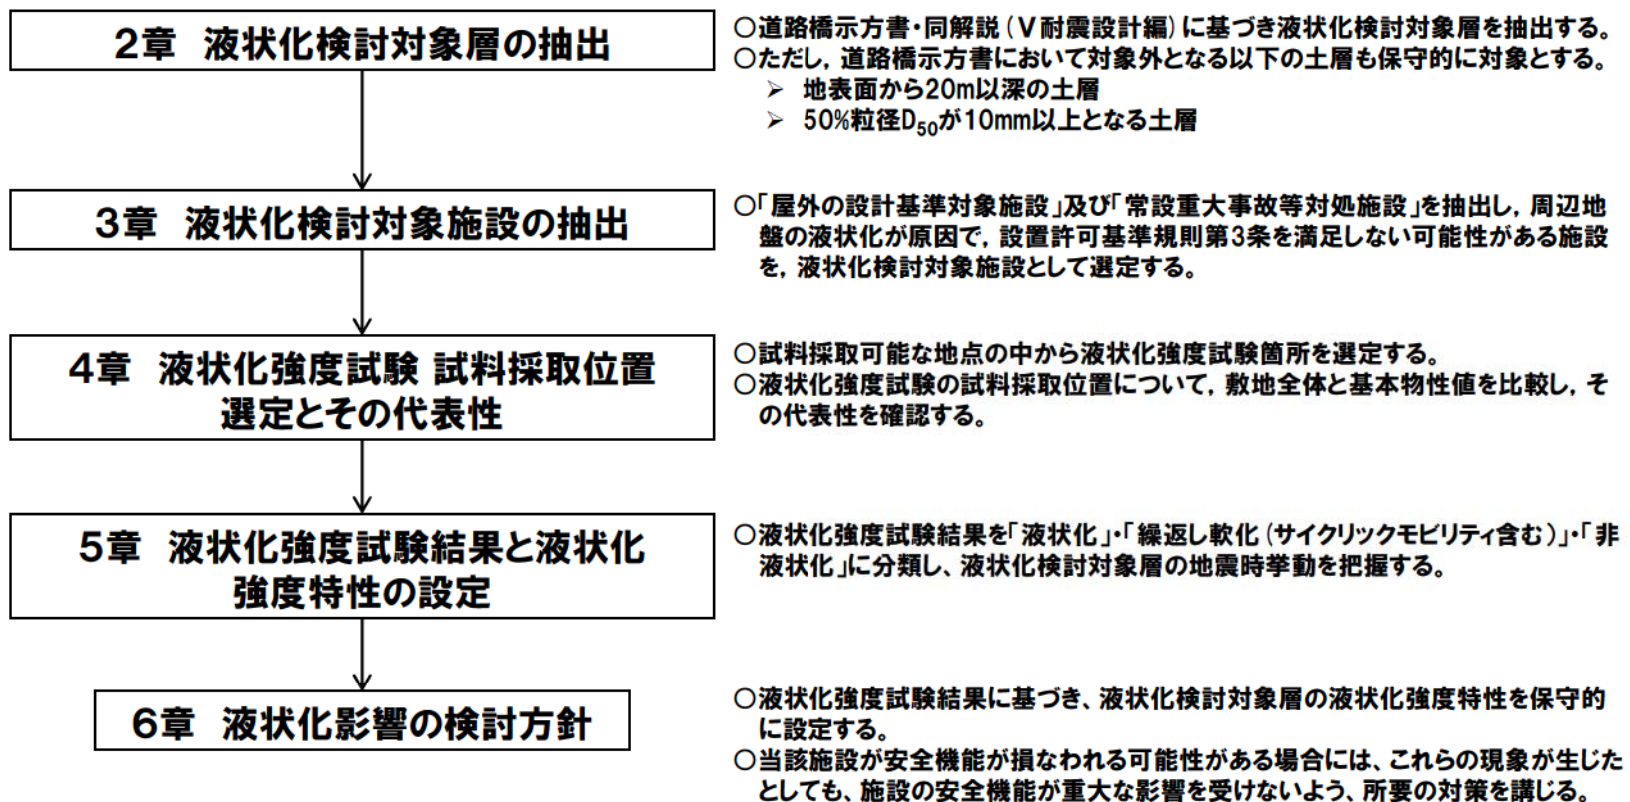 2章　液状化検討対象層の抽出
○道路橋示方書・同解説(Ⅴ耐震設計編)に基づき液状化検討対象層を抽出する。
○ただし，道路橋示方書において対象外となる以下の土層も保守的に対象とする。
➢ 地表面から20m以深の土層
➢ 50%粒径D50が10mm以上となる土層
3章　液状化検討対象施設の抽出
○「屋外の設計基準対象施設」及び「常設重大事故等対処施設」を抽出し，周辺地
盤の液状化が原因で，設置許可基準規則第3条を満足しない可能性がある施設
を，液状化検討対象施設として選定する。
4章　液状化強度試験 試料採取位置
選定とその代表性
○試料採取可能な地点の中から液状化強度試験箇所を選定する。
○液状化強度試験の試料採取位置について，敷地全体と基本物性値を比較し，そ
の代表性を確認する。
5章　液状化強度試験結果と液状化
強度特性の設定
○液状化強度試験結果を「液状化」・「繰返し軟化(サイクリックモビリティ含む)」・「非
液状化」に分類し、液状化検討対象層の地震時挙動を把握する。
6章　液状化影響の検討方針
○液状化強度試験結果に基づき、液状化検討対象層の液状化強度特性を保守的
に設定する。
○当該施設が安全機能が損なわれる可能性がある場合には、これらの現象が生じた
としても、施設の安全機能が重大な影響を受けないよう、所要の対策を講じる。